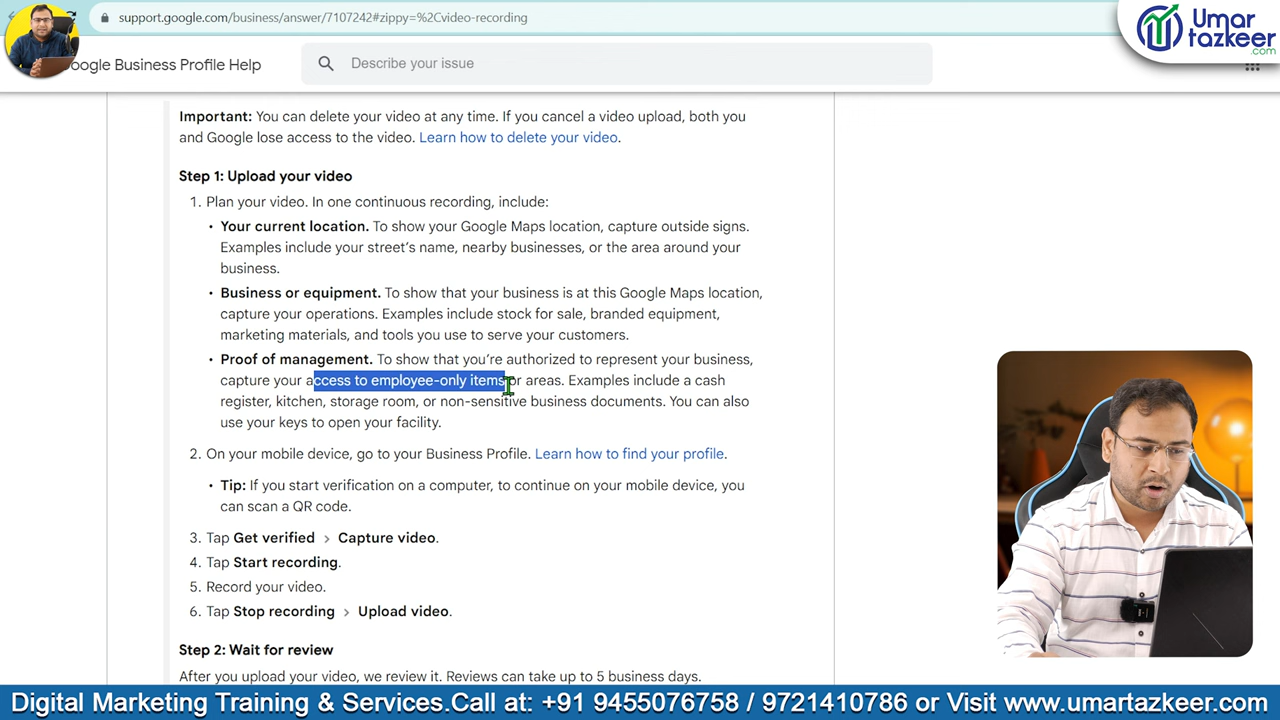 support.google.com/business/answer/7107242#zippy=%2Cvideo-recording
Umar
tazkeer
.com
oogle Business Profile Help
Describe your issue
Important: You can delete your video at any time. If you cancel a video upload, both you
and Google lose access to the video. Learn how to delete your video.
Step 1: Upload your video
1. Plan your video. In one continuous recording, include:
• Your current location. To show your Google Maps location, capture outside signs.
Examples include your street's name, nearby businesses, or the area around your
business.
• Business or equipment. To show that your business is at this Google Maps location,
capture your operations. Examples include stock for sale, branded equipment,
marketing materials, and tools you use to serve your customers.
• Proof of management. To show that you're authorized to represent your business,
capture your access to employee-only items or areas. Examples include a cash
register, kitchen, storage room, or non-sensitive business documents. You can also
use your keys to open your facility.
2. On your mobile device, go to your Business Profile. Learn how to find your profile.
• Tip: If you start verification on a computer, to continue on your mobile device, you
can scan a QR code.
3. Tap Get verified > Capture video.
4. Tap Start recording.
5. Record your video.
6. Tap Stop recording > Upload video.
Step 2: Wait for review
After you upload your video, we review it. Reviews can take up to 5 business days.
Digital Marketing Training & Services.Call at: +91 9455076758 / 9721410786 or Visit www.umartazkeer.com